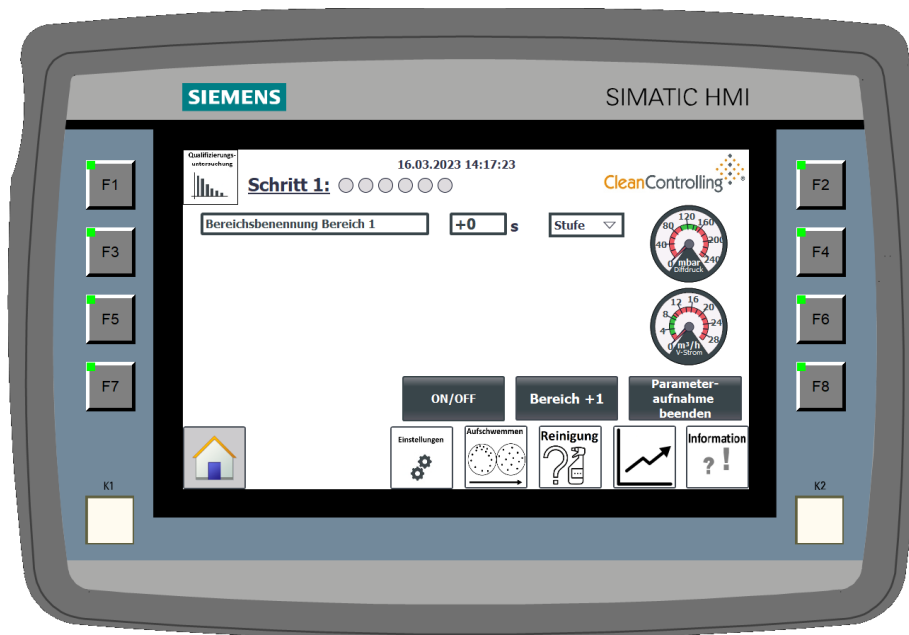 SIEMENS
SIMATIC HMI
Qualifizierungs-
untersuchung
16.03.2023 14:17:23
Schritt 1:
CleanControlling
®
Bereichsbenennung Bereich 1
+0 s
Stufe
0 40 80 120 160 200 240
mbar
Diffdruck
0 4 8 12 16 20 24 28
m³/h
V-Strom
ON/OFF
Bereich +1
Parameter-
aufnahme
beenden
Einstellungen
Aufschwemmen
Reinigung
?
Information
? !
F1
F3
F5
F7
K1
F2
F4
F6
F8
K2